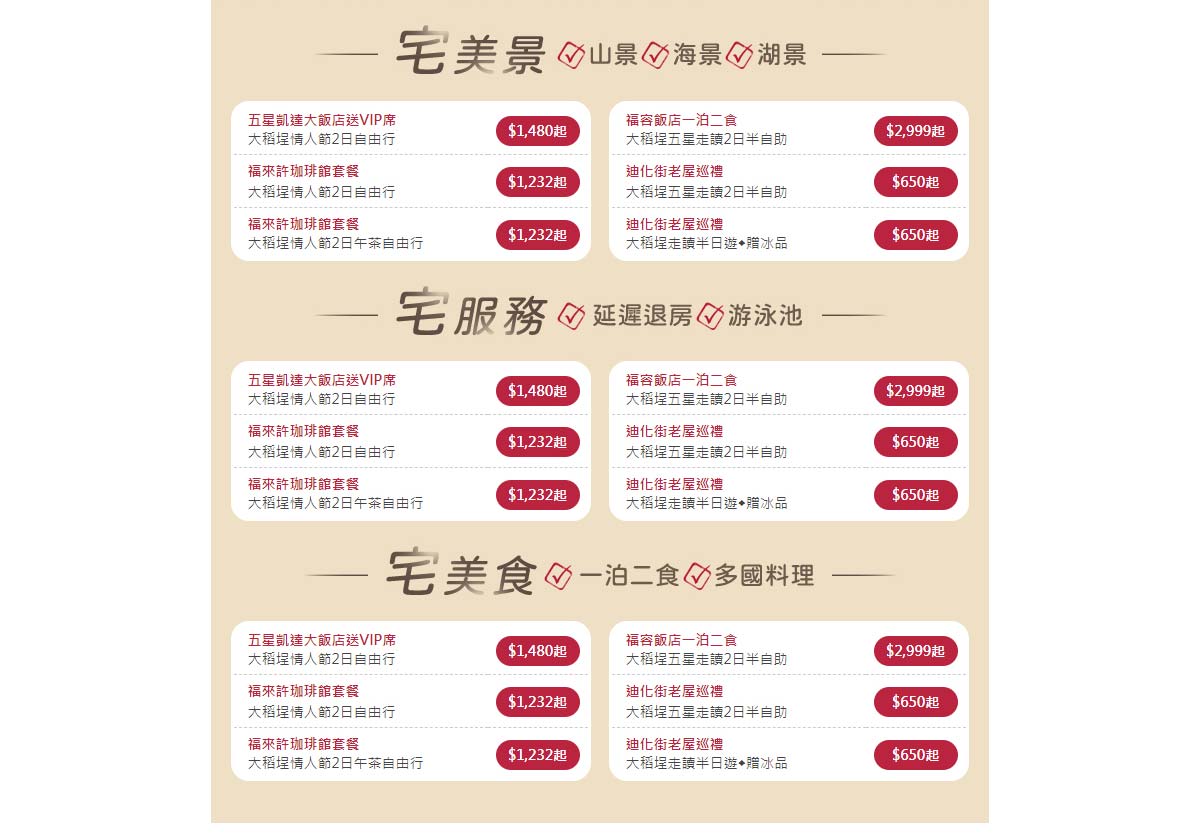 宅美景 山景 海景 湖景
五星凱達大飯店送VIP席
大稻埕情人節2日自由行
$1,480起
福來許珈琲館套餐
大稻埕情人節2日自由行
$1,232起
福來許珈琲館套餐
大稻埕情人節2日午茶自由行
$1,232起
福容飯店一泊二食
大稻埕五星走讀2日半自助
$2,999起
迪化街老屋巡禮
大稻埕五星走讀2日半自助
$650起
迪化街老屋巡禮
大稻埕走讀半日遊◆贈冰品
$650起
宅服務 延遲退房 游泳池
五星凱達大飯店送VIP席
大稻埕情人節2日自由行
$1,480起
福來許珈琲館套餐
大稻埕情人節2日自由行
$1,232起
福來許珈琲館套餐
大稻埕情人節2日午茶自由行
$1,232起
福容飯店一泊二食
大稻埕五星走讀2日半自助
$2,999起
迪化街老屋巡禮
大稻埕五星走讀2日半自助
$650起
迪化街老屋巡禮
大稻埕走讀半日遊◆贈冰品
$650起
宅美食 一泊二食 多國料理
五星凱達大飯店送VIP席
大稻埕情人節2日自由行
$1,480起
福來許珈琲館套餐
大稻埕情人節2日自由行
$1,232起
福來許珈琲館套餐
大稻埕情人節2日午茶自由行
$1,232起
福容飯店一泊二食
大稻埕五星走讀2日半自助
$2,999起
迪化街老屋巡禮
大稻埕五星走讀2日半自助
$650起
迪化街老屋巡禮
大稻埕走讀半日遊◆贈冰品
$650起